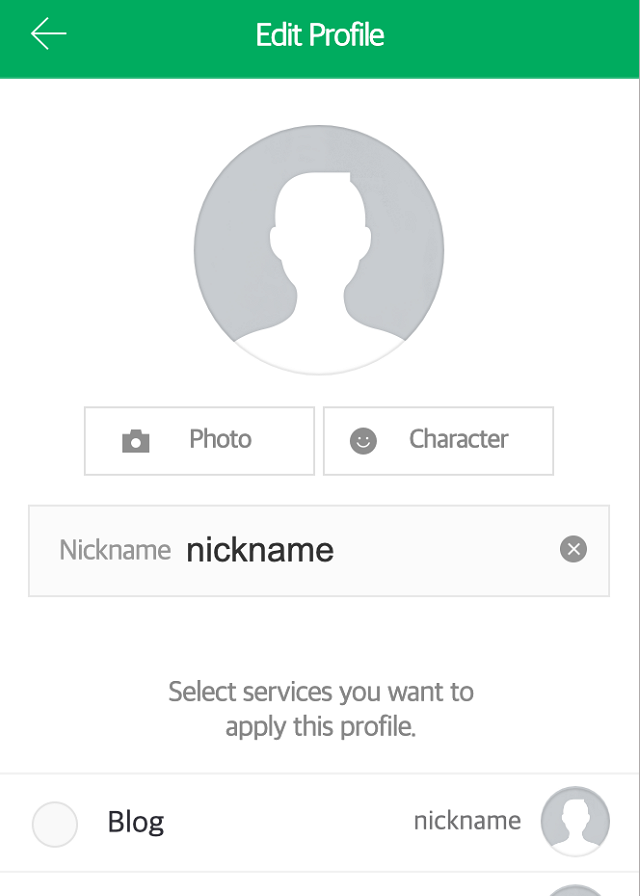 Edit Profile
Photo
Character
Nickname nickname
Select services you want to
apply this profile.
Blog nickname